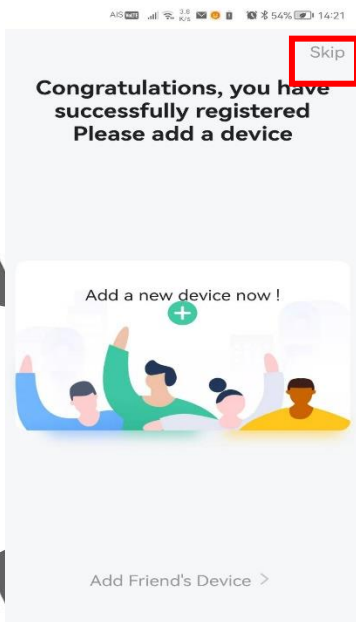 AIS 3.8 K/s 54% 14:21
Skip
Congratulations, you have
successfully registered
Please add a device
Add a new device now !
Add Friend's Device >